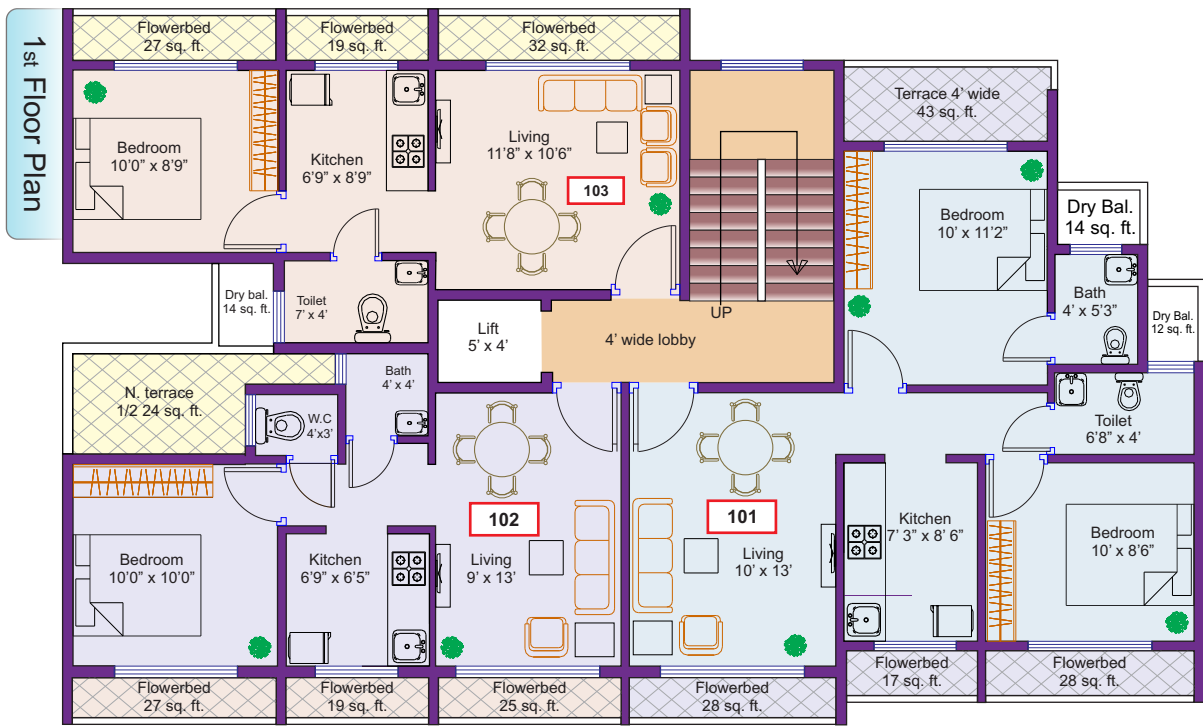 1st Floor Plan
Flowerbed
27 sq. ft.
Flowerbed
19 sq. ft.
Flowerbed
32 sq. ft.
Terrace 4’ wide
43 sq. ft.
Bedroom
10’0” x 8’9”
Kitchen
6’9” x 8’9”
Living
11’8” x 10’6”
103
Bedroom
10’ x 11’2”
Dry Bal.
14 sq. ft.
Dry bal.
14 sq. ft.
Toilet
7’ x 4’
Lift
5’ x 4’
4’ wide lobby
UP
Bath
4’ x 5’3”
Dry Bal.
12 sq. ft.
N. terrace
1/2 24 sq. ft.
Bath
4’ x 4’
W.C
4’x3’
Toilet
6’8” x 4’
102
101
Bedroom
10’0” x 10’0”
Kitchen
6’9” x 6’5”
Living
9’ x 13’
Living
10’ x 13’
Kitchen
7’ 3” x 8’ 6”
Bedroom
10’ x 8’6”
Flowerbed
27 sq. ft.
Flowerbed
19 sq. ft.
Flowerbed
25 sq. ft.
Flowerbed
28 sq. ft.
Flowerbed
17 sq. ft.
Flowerbed
28 sq. ft.